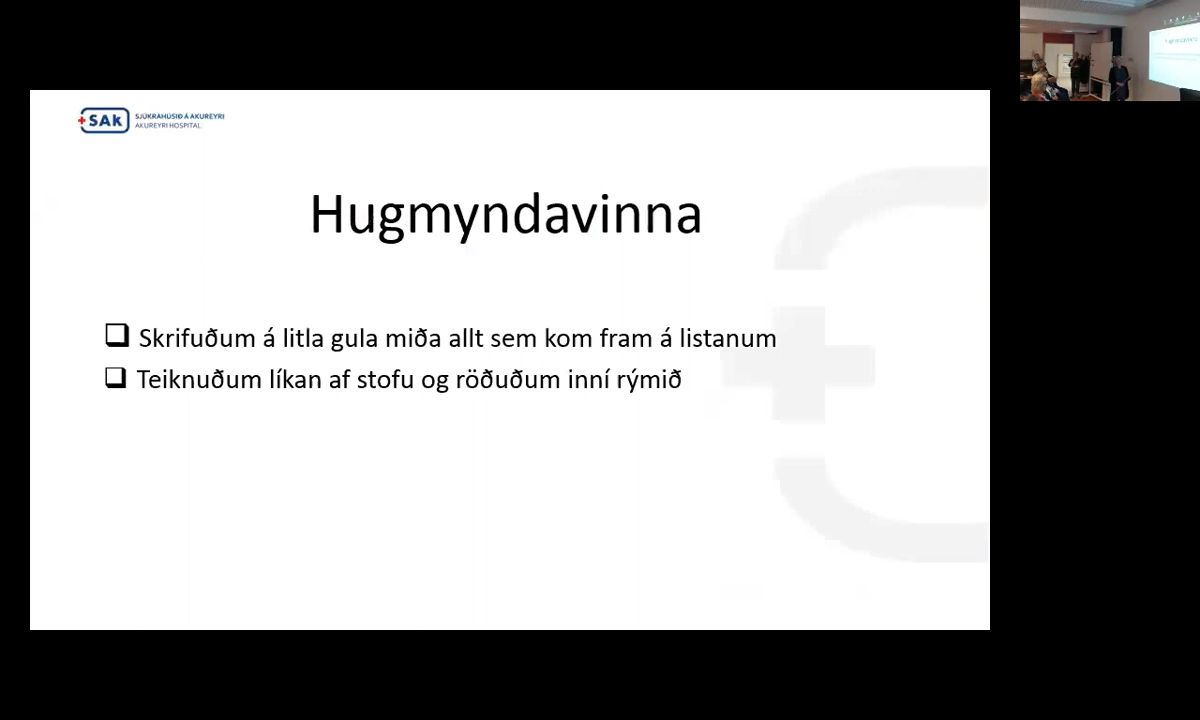 SAk
SJÚKRAHÚSIÐ Á AKUREYRI
AKUREYRI HOSPITAL
Hugmyndavinna
Skrifuðum á litla gula miða allt sem kom fram á listanum
Teiknuðum líkan af stofu og röðuðum inní rýmið